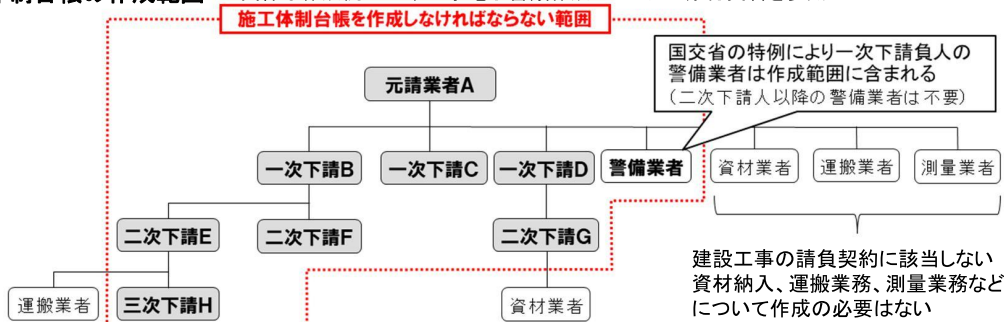 施工体制台帳を作成しなければならない範囲
国交省の特例により一次下請負人の
警備業者は作成範囲に含まれる
（二次下請人以降の警備業者は不要）
元請業者A
一次下請B
一次下請C
一次下請D
警備業者
資材業者
運搬業者
測量業者
二次下請E
二次下請F
二次下請G
建設工事の請負契約に該当しない
資材納入、運搬業務、測量業務など
について作成の必要はない
運搬業者
三次下請H
資材業者